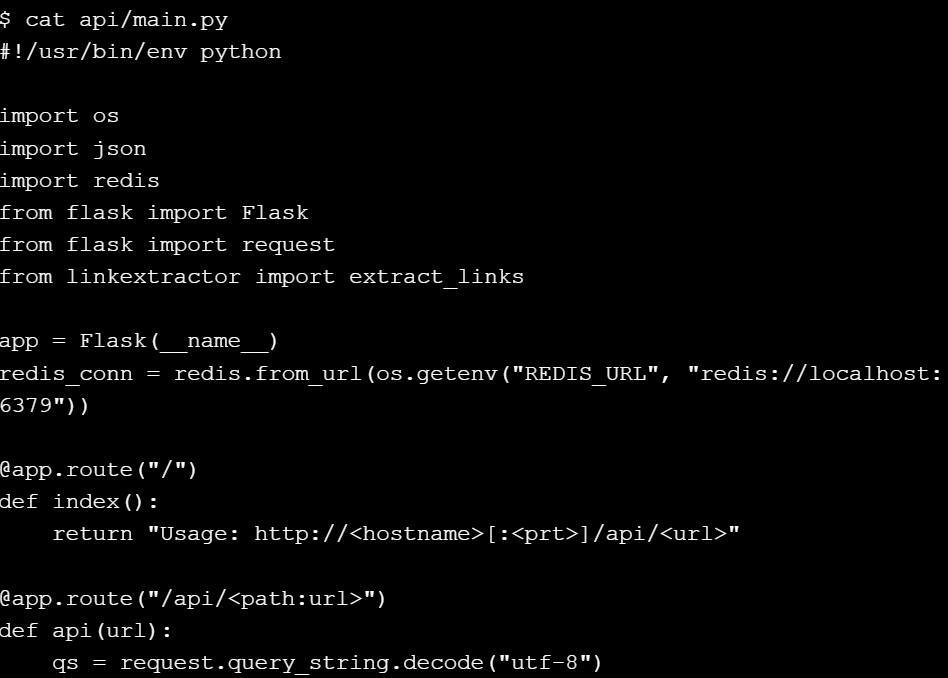 $ cat api/main.py
#!/usr/bin/env python
import os
import json
import redis
from flask import Flask
from flask import request
from linkextractor import extract_links
app = Flask(__name__)
redis_conn = redis.from_url(os.getenv("REDIS_URL", "redis://localhost:
6379"))
@app.route("/")
def index():
    return "Usage: http://<hostname>[:<prt>]/api/<url>"
@app.route("/api/<path:url>")
def api(url):
    qs = request.query_string.decode("utf-8")